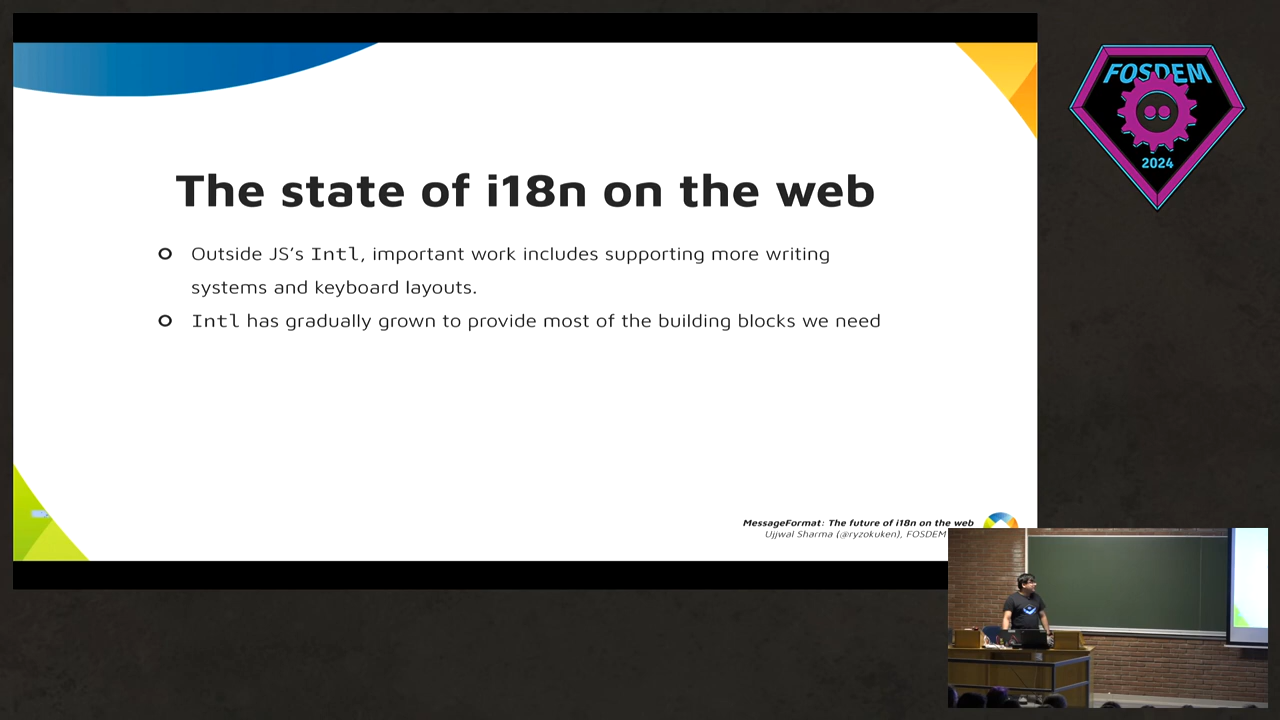 FOSDEM
2024
The state of i18n on the web
Outside JS’s Intl, important work includes supporting more writing
systems and keyboard layouts.
Intl has gradually grown to provide most of the building blocks we need
MessageFormat: The future of i18n on the web
Ujjwal Sharma (@ryzokuken), FOSDEM